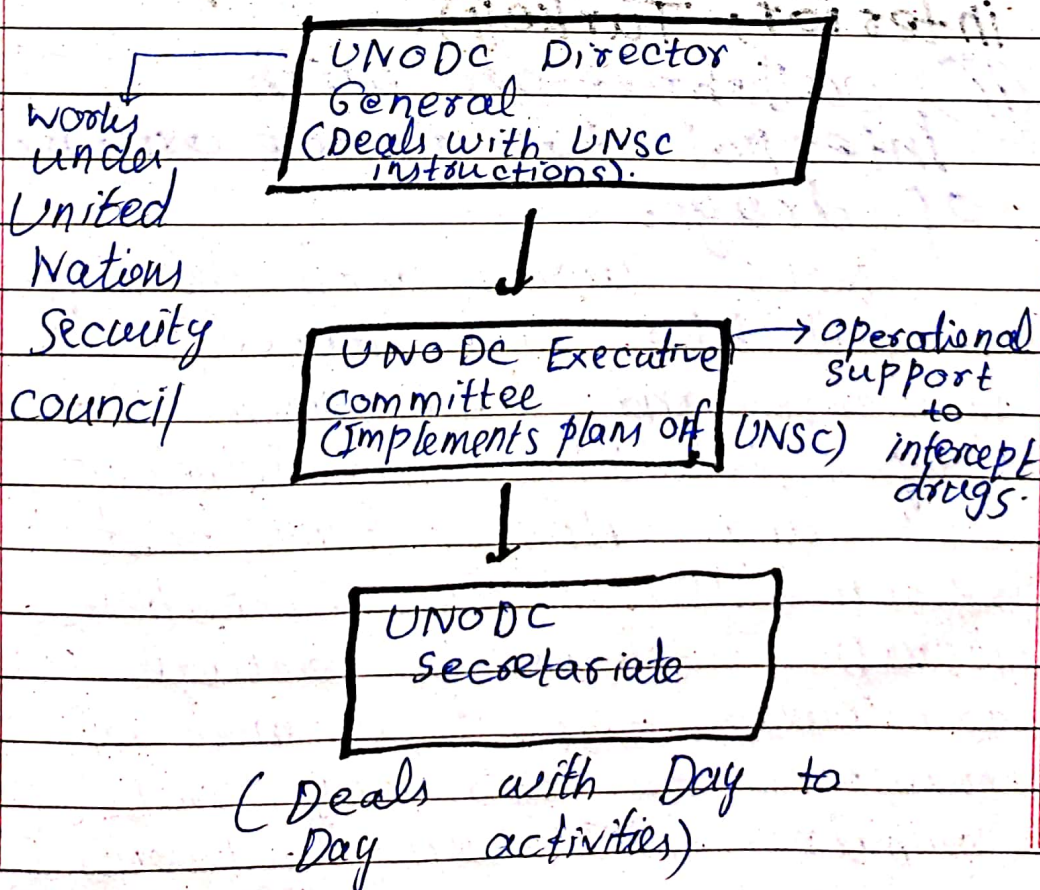 UNODC Director
General
(Deals with UNSC
instructions).
works
under
United
Nations
Security
council
UNODC Executive
committee
(Implements plans of UNSC)
operational
support
to
intercept
drugs.
UNODC
Secretariate
(Deals with Day to
Day activities).